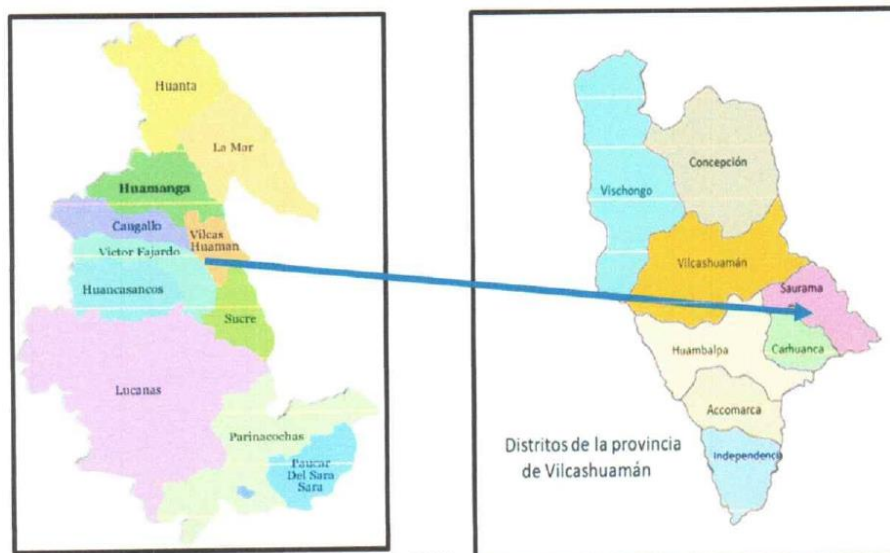 Huanta
La Mar
Huamanga
Caugallo
Vilcas
Huaman
Victor Fajardo
Huancasancos
Sucre
Lucanas
Parinacochas
Paucar
Del Sara
Sara
Concepción
Vischongo
Vilcashuamán
Saurama
Huambalpa
Carhuanca
Accomarca
Independencia
Distritos de la provincia
de Vilcashuamán